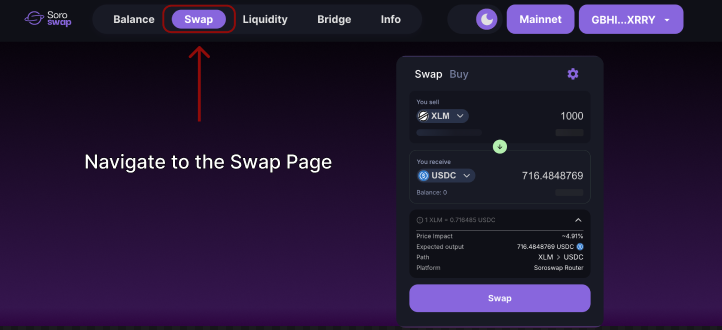 Soro
swap
Balance
Swap
Liquidity
Bridge
Info
Mainnet
GBHI...XRRY
Navigate to the Swap Page
Swap Buy
You sell
XLM 1000
You receive
USDC 716.4848769
Balance: 0
1 XLM = 0.716485 USDC
Price Impact ~4.91%
Expected output 716.4848769 USDC
Path XLM > USDC
Platform Soroswap Router
Swap